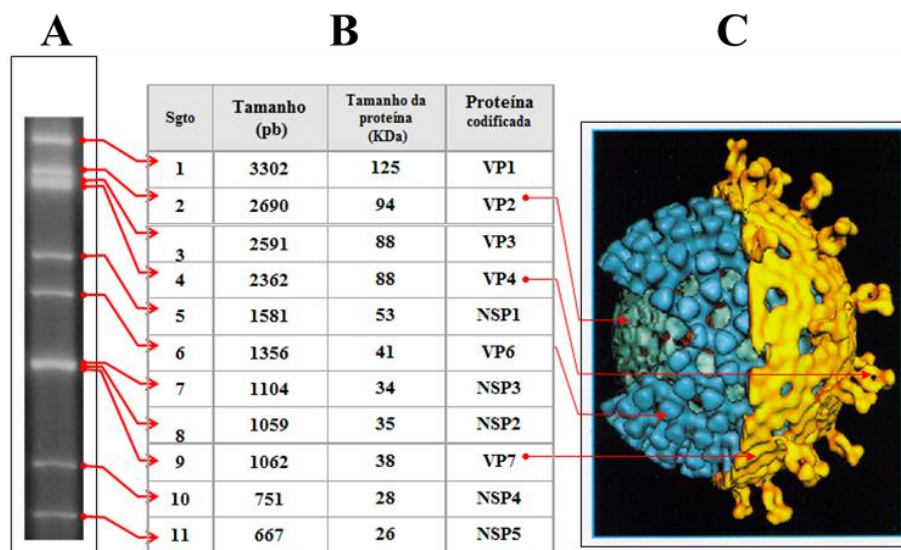 A B C
Sgto Tamanho (pb) Tamanho da proteína (KDa) Proteína codificada
1 3302 125 VP1
2 2690 94 VP2
3 2591 88 VP3
4 2362 88 VP4
5 1581 53 NSP1
6 1356 41 VP6
7 1104 34 NSP3
8 1059 35 NSP2
9 1062 38 VP7
10 751 28 NSP4
11 667 26 NSP5